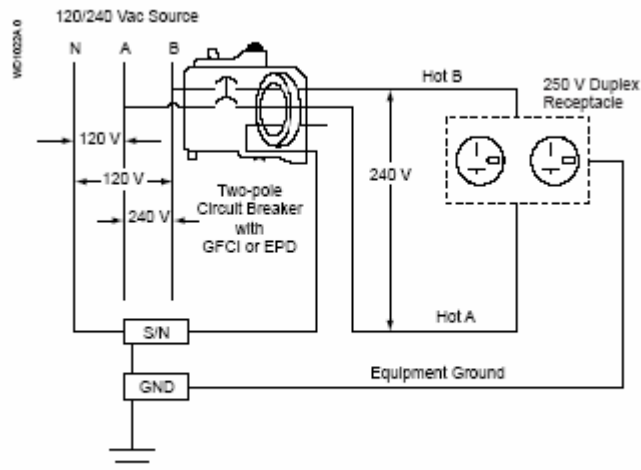 120/240 Vac Source
WD1022A.0
N A B
Hot B
250 V Duplex
Receptacle
120 V
120 V
240 V
240 V
Two-pole
Circuit Breaker
with
GFCI or EPD
Hot A
S/N
Equipment Ground
GND